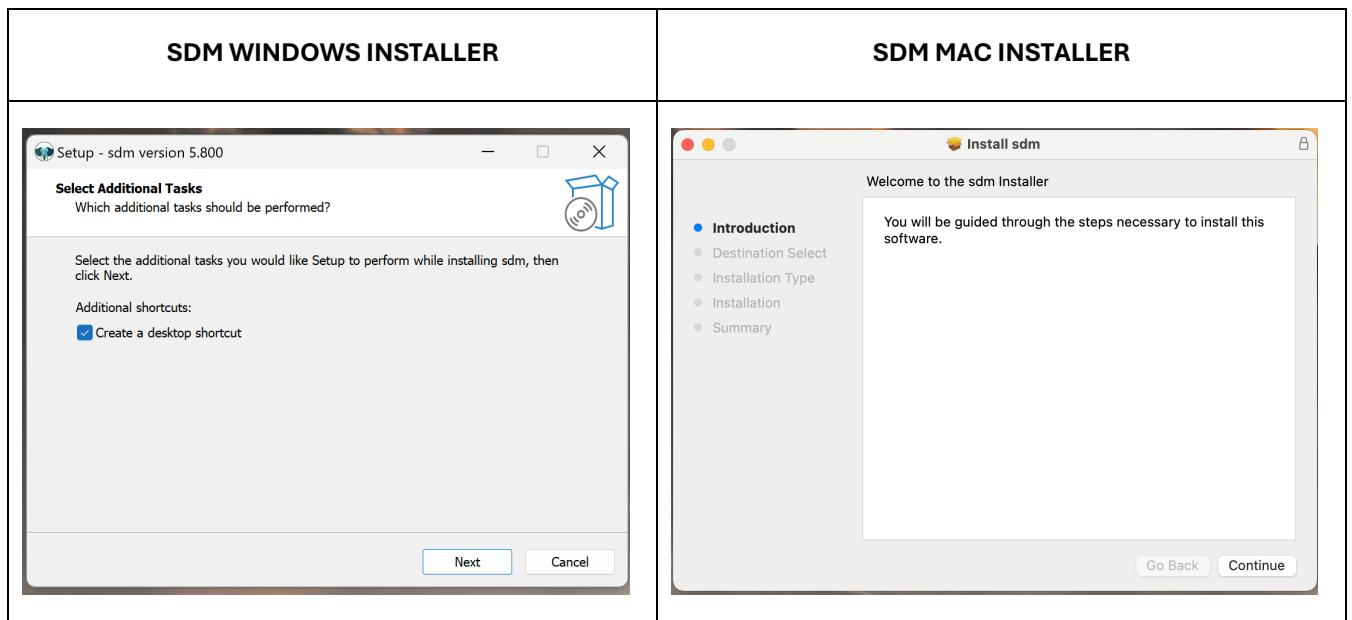 SDM WINDOWS INSTALLER
SDM MAC INSTALLER
Setup - sdm version 5.800
Select Additional Tasks
Which additional tasks should be performed?
Select the additional tasks you would like Setup to perform while installing sdm, then
click Next.
Additional shortcuts:
Create a desktop shortcut
Next
Cancel
Install sdm
Welcome to the sdm Installer
Introduction
Destination Select
Installation Type
Installation
Summary
You will be guided through the steps necessary to install this
software.
Go Back
Continue